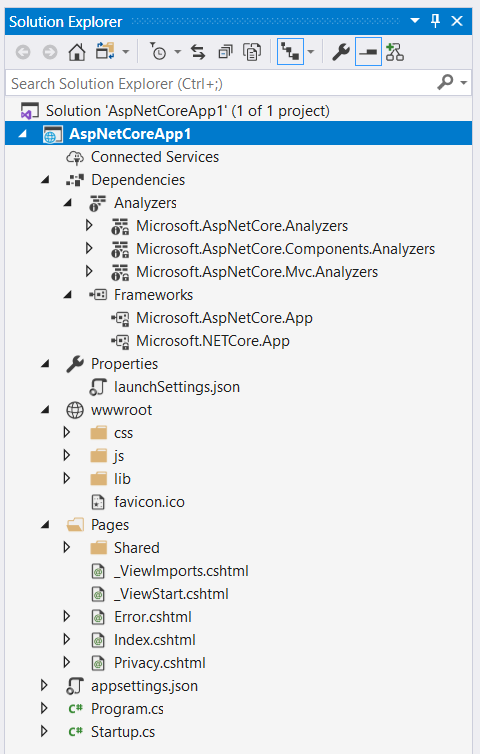 Solution Explorer
Search Solution Explorer (Ctrl+;)
Solution 'AspNetCoreApp1' (1 of 1 project)
AspNetCoreApp1
Connected Services
Dependencies
Analyzers
Microsoft.AspNetCore.Analyzers
Microsoft.AspNetCore.Components.Analyzers
Microsoft.AspNetCore.Mvc.Analyzers
Frameworks
Microsoft.AspNetCore.App
Microsoft.NETCore.App
Properties
launchSettings.json
wwwroot
css
js
lib
favicon.ico
Pages
Shared
_ViewImports.cshtml
_ViewStart.cshtml
Error.cshtml
Index.cshtml
Privacy.cshtml
appsettings.json
C# Program.cs
C# Startup.cs